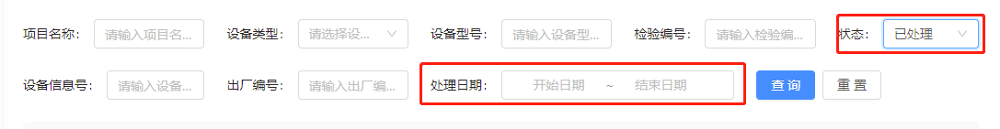 项目名称： 请输入项目名... 设备类型： 请选择设... 设备型号： 请输入设备型... 检验编号： 请输入检验编... 状态： 已处理
设备信息号： 请输入设备... 出厂编号： 请输入出厂编... 处理日期： 开始日期 ~ 结束日期 查 询 重 置